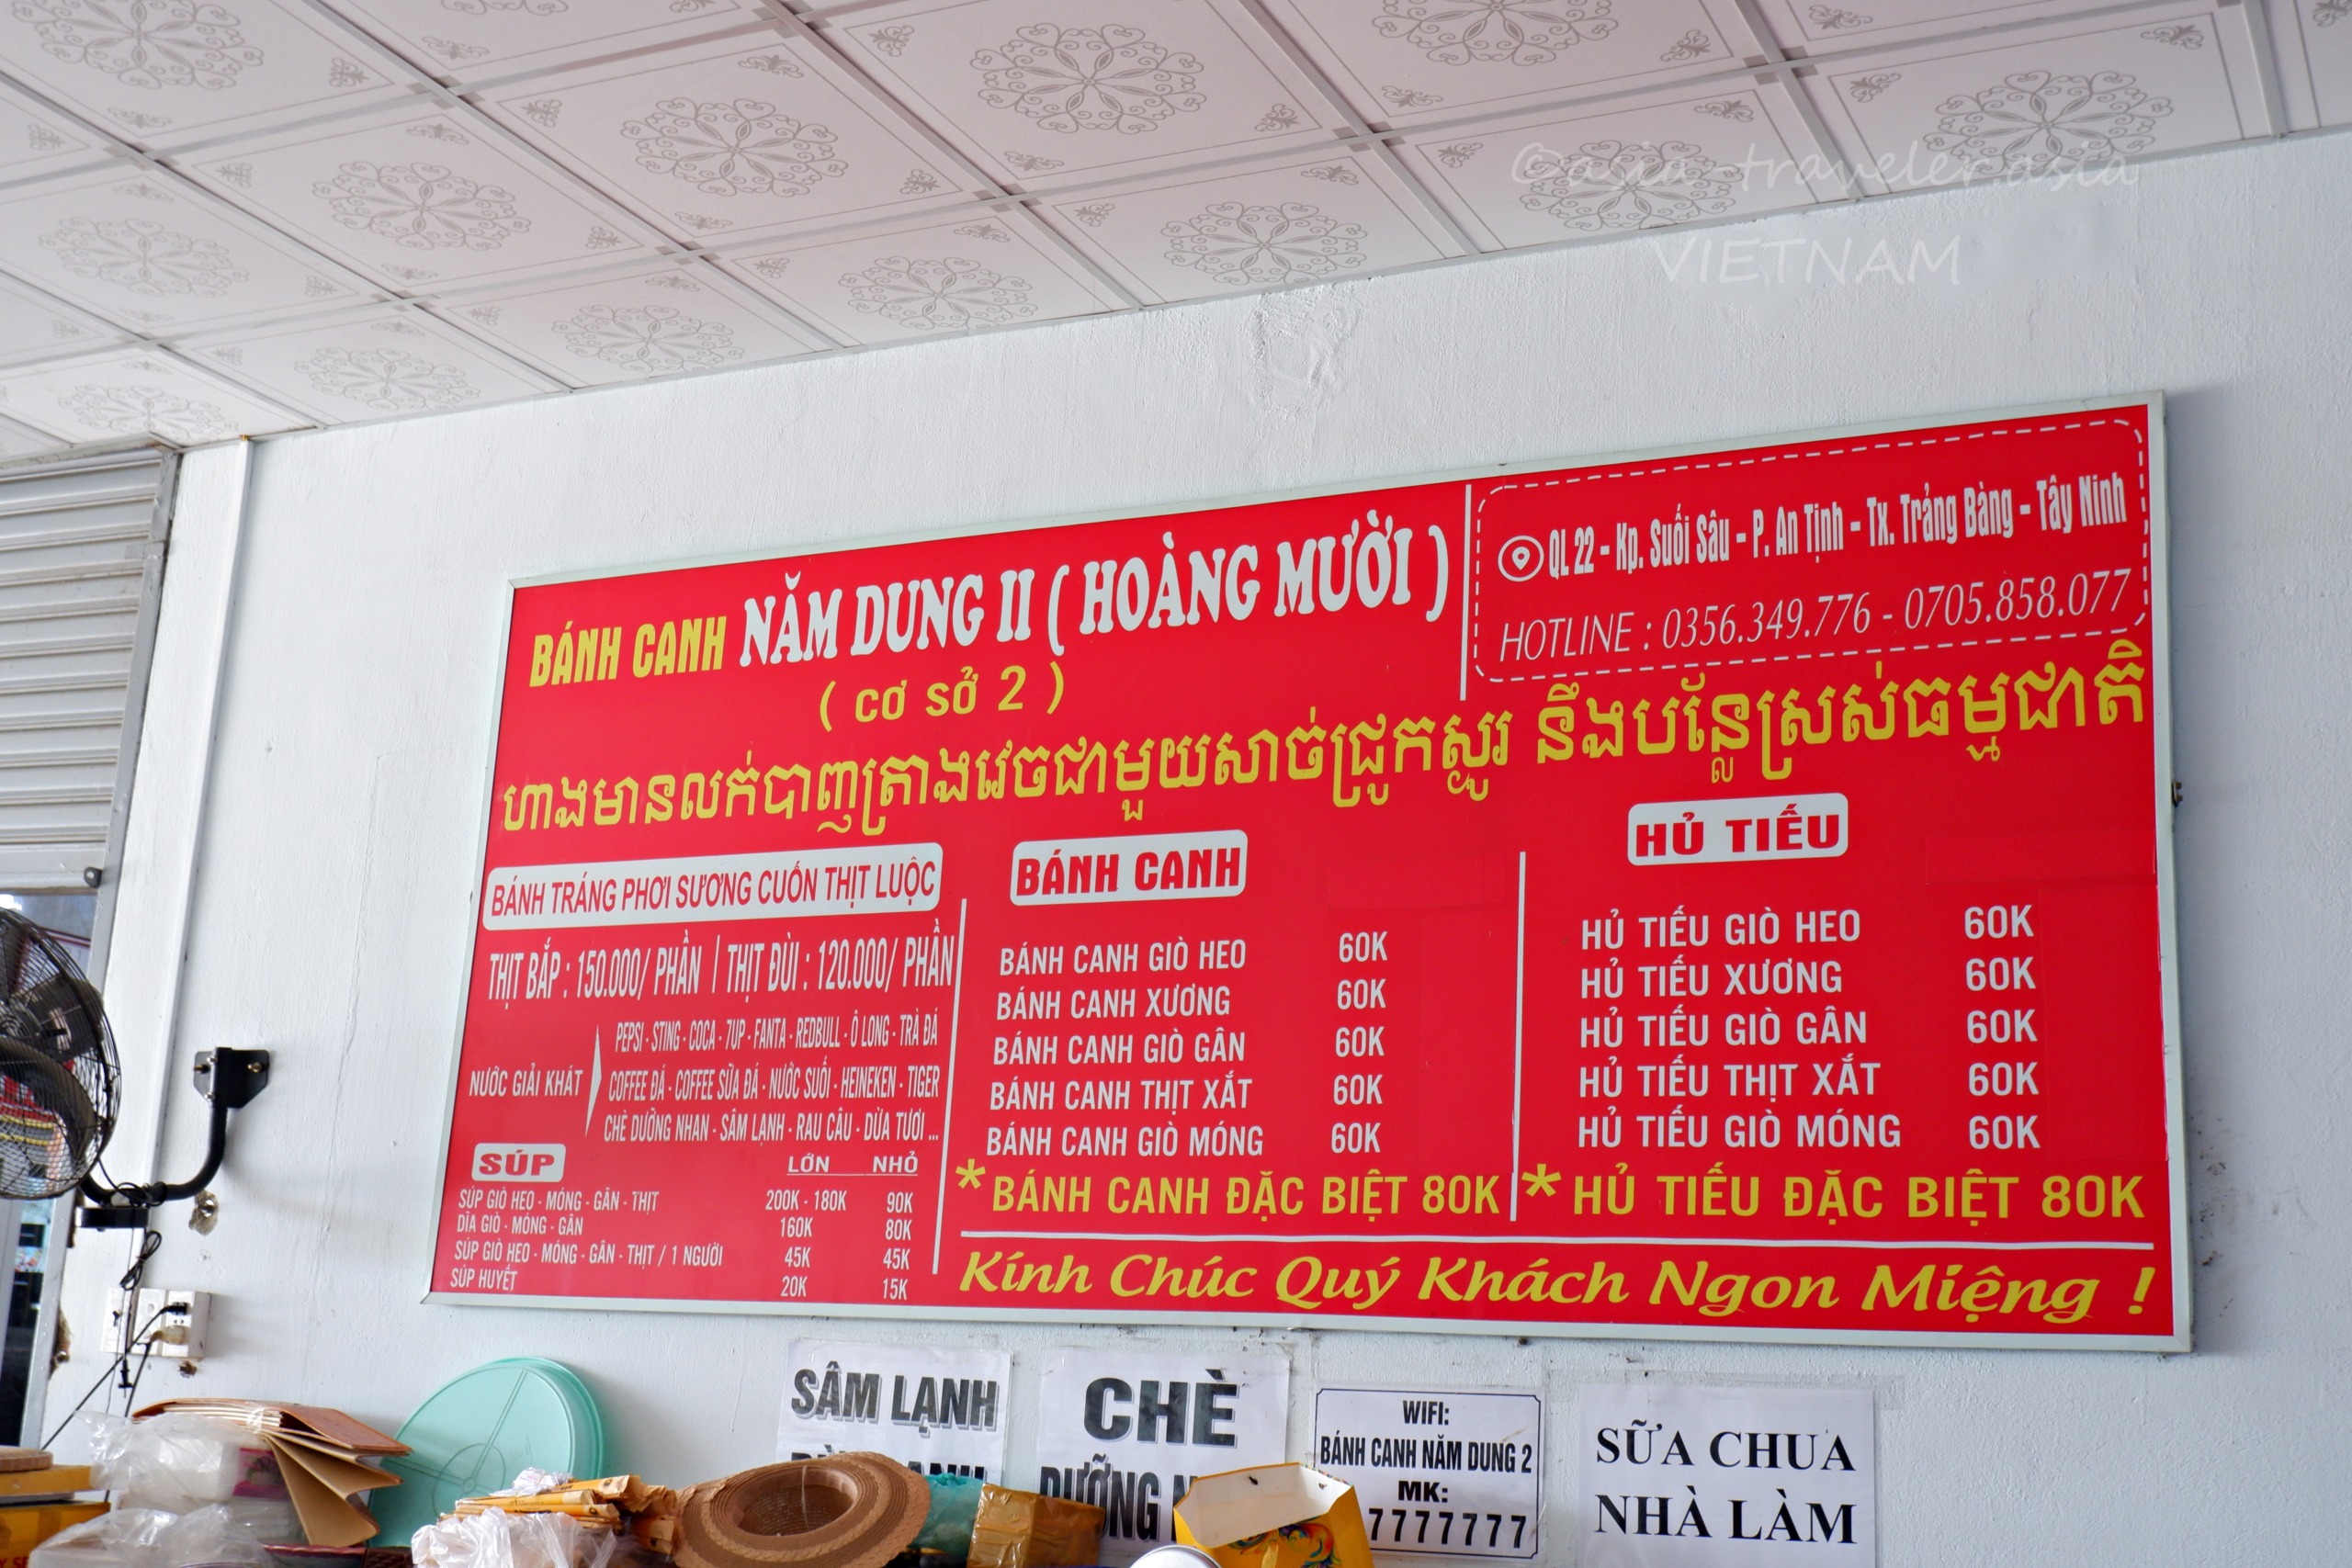 ©asia-traveler.asia
VIETNAM
BÁNH CANH NĂM DUNG II ( HOÀNG MƯỜI )
( cơ sở 2 )
QL 22 - Kp. Suối Sâu - P. An Tịnh - Tx. Trảng Bàng - Tây Ninh
HOTLINE : 0356.349.776 - 0705.858.077
ហាងមានលក់បាញត្រាងវេចជាមួយសាច់ជ្រូកស្ងូរ នឹងបន្លែស្រស់ធម្មជាតិ
BÁNH TRÁNG PHƠI SƯƠNG CUỐN THỊT LUỘC
THỊT BẮP : 150.000/ PHẦN | THỊT ĐÙI : 120.000/ PHẦN
NƯỚC GIẢI KHÁT
PEPSI - STING - COCA - 7UP - FANTA - REDBULL - Ô LONG - TRÀ ĐÁ
COFFEE ĐÁ - COFFEE SỮA ĐÁ - NƯỚC SUỐI - HEINEKEN - TIGER
CHÈ DƯỠNG NHAN - SÂM LẠNH - RAU CÂU - DỪA TƯƠI ...
SÚP LỚN NHỎ
SÚP GIÒ HEO - MÓNG - GÂN - THỊT 200K - 180K 90K
DĨA GIÒ - MÓNG - GÂN 160K 80K
SÚP GIÒ HEO - MÓNG - GÂN - THỊT / 1 NGƯỜI 45K 45K
SÚP HUYẾT 20K 15K
BÁNH CANH
BÁNH CANH GIÒ HEO 60K
BÁNH CANH XƯƠNG 60K
BÁNH CANH GIÒ GÂN 60K
BÁNH CANH THỊT XẮT 60K
BÁNH CANH GIÒ MÓNG 60K
* BÁNH CANH ĐẶC BIỆT 80K
HỦ TIẾU
HỦ TIẾU GIÒ HEO 60K
HỦ TIẾU XƯƠNG 60K
HỦ TIẾU GIÒ GÂN 60K
HỦ TIẾU THỊT XẮT 60K
HỦ TIẾU GIÒ MÓNG 60K
* HỦ TIẾU ĐẶC BIỆT 80K
Kính Chúc Quý Khách Ngon Miệng !
SÂM LẠNH
CHÈ
DƯỠNG
WIFI:
BÁNH CANH NĂM DUNG 2
MK:
7777777
SỮA CHUA
NHÀ LÀM